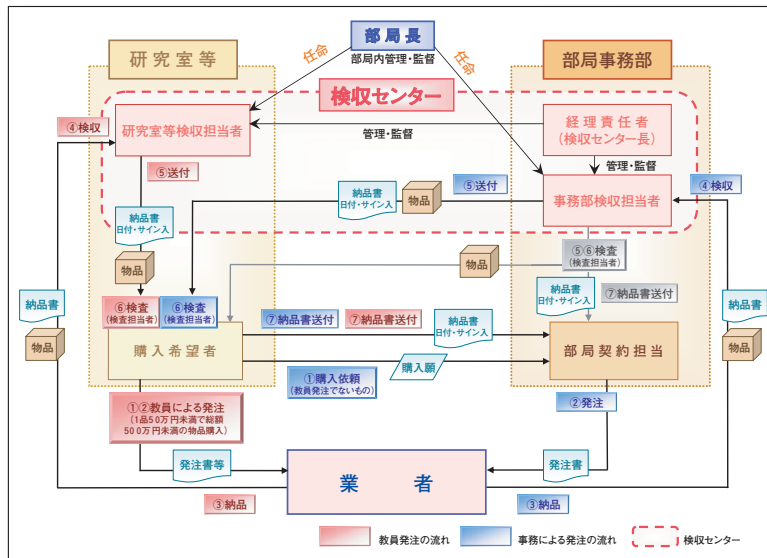 部局長
部局内管理・監督
任命
任命
研究室等
部局事務部
検収センター
④検収
研究室等検収担当者
経理責任者
(検収センター長)
管理・監督
管理・監督
⑤送付
⑤送付
④検収
事務部検収担当者
納品書
日付・サイン入
物品
納品書
日付・サイン入
物品
物品
⑤⑥検査
(検査担当者)
納品書
物品
⑥検査
(検査担当者)
⑥検査
(検査担当者)
納品書
日付・サイン入
⑦納品書送付
納品書
物品
⑦納品書送付
⑦納品書送付
納品書
日付・サイン入
購入希望者
部局契約担当
①購入依頼
(教員発注でないもの)
購入願
①②教員による発注
(1品50万円未満で総額
500万円未満の物品購入)
②発注
発注書等
発注書
業者
③納品
③納品
教員発注の流れ
事務による発注の流れ
検収センター